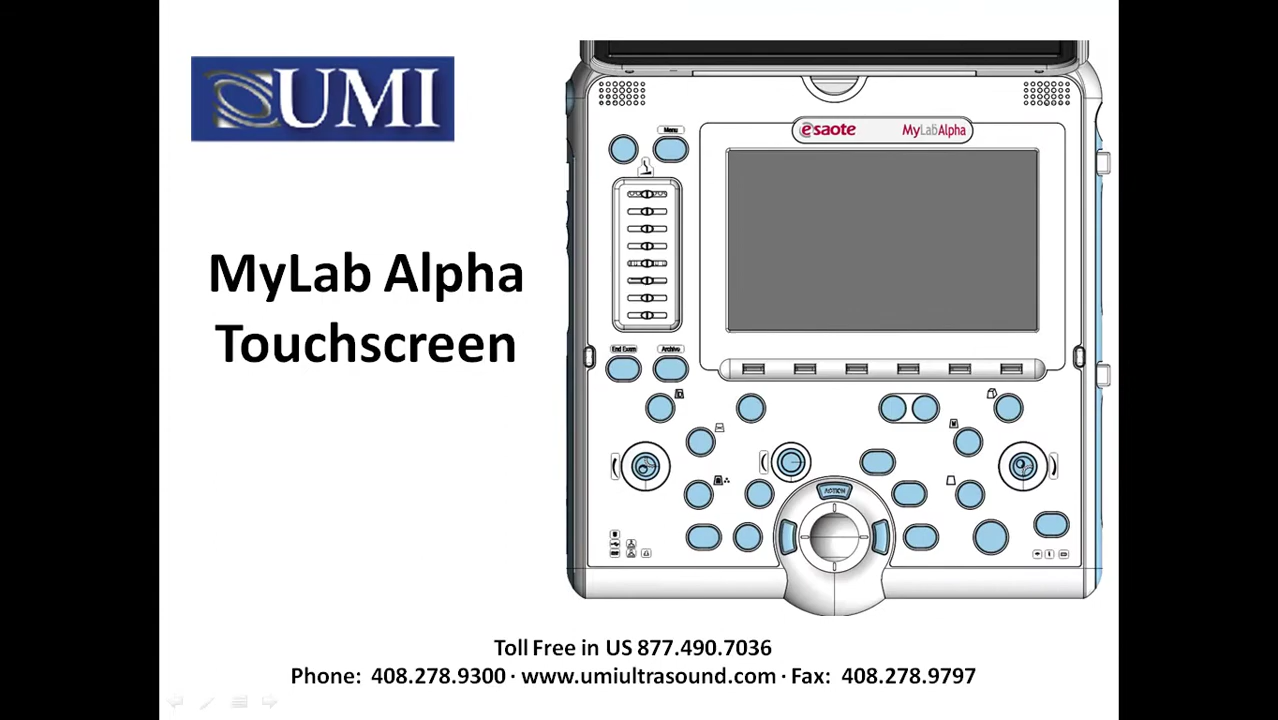 UMI
esaote
MyLabAlpha
Menu
MyLab Alpha
Touchscreen
End Exam
Archive
ACTION
Toll Free in US 877.490.7036
Phone: 408.278.9300 · www.umiultrasound.com · Fax: 408.278.9797